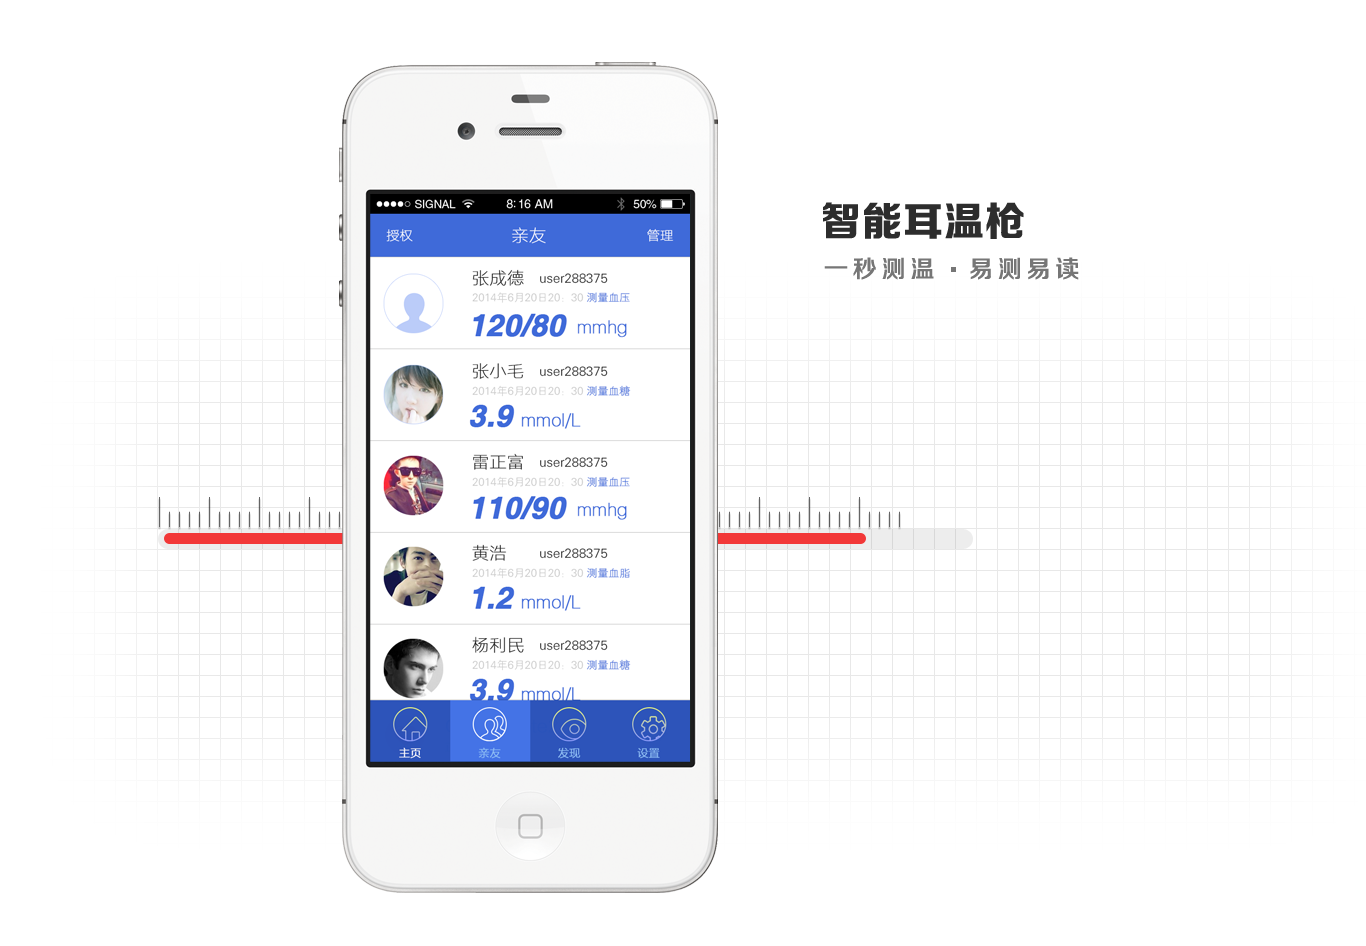 SIGNAL 8:16 AM 50%
授权 亲友 管理
张成德 user288375
2014年6月20日20：30 测量血压
120/80 mmhg
张小毛 user288375
2014年6月20日20：30 测量血糖
3.9 mmol/L
雷正富 user288375
2014年6月20日20：30 测量血压
110/90 mmhg
黄浩 user288375
2014年6月20日20：30 测量血脂
1.2 mmol/L
杨利民 user288375
2014年6月20日20：30 测量血糖
3.9 mmol/L
主页 亲友 发现 设置
智能耳温枪
一秒测温·易测易读